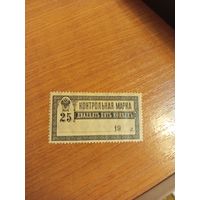 КОНТРОЛЬНАЯ МАРКА
25
ДВАДЦАТЬ ПЯТЬ КОПѢЕКЪ
19 г.